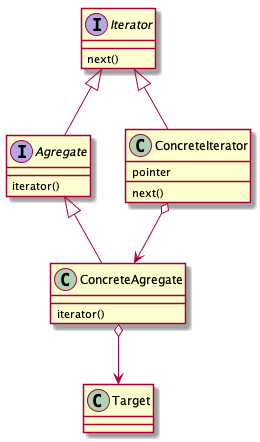 I Iterator
next()
I Agregate
iterator()
C ConcreteIterator
pointer
next()
C ConcreteAgregate
iterator()
C Target